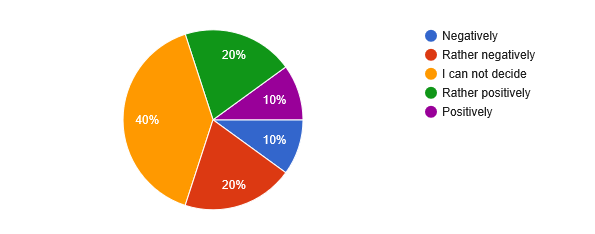 20%
10%
40%
10%
20%
Negatively
Rather negatively
I can not decide
Rather positively
Positively